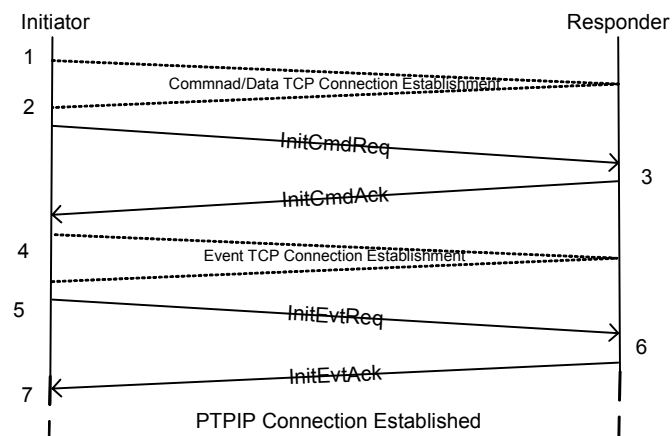 Initiator
Responder
1
Commnad/Data TCP Connection Establishment
2
InitCmdReq
3
InitCmdAck
4
Event TCP Connection Establishment
5
InitEvtReq
6
InitEvtAck
7
PTPIP Connection Established